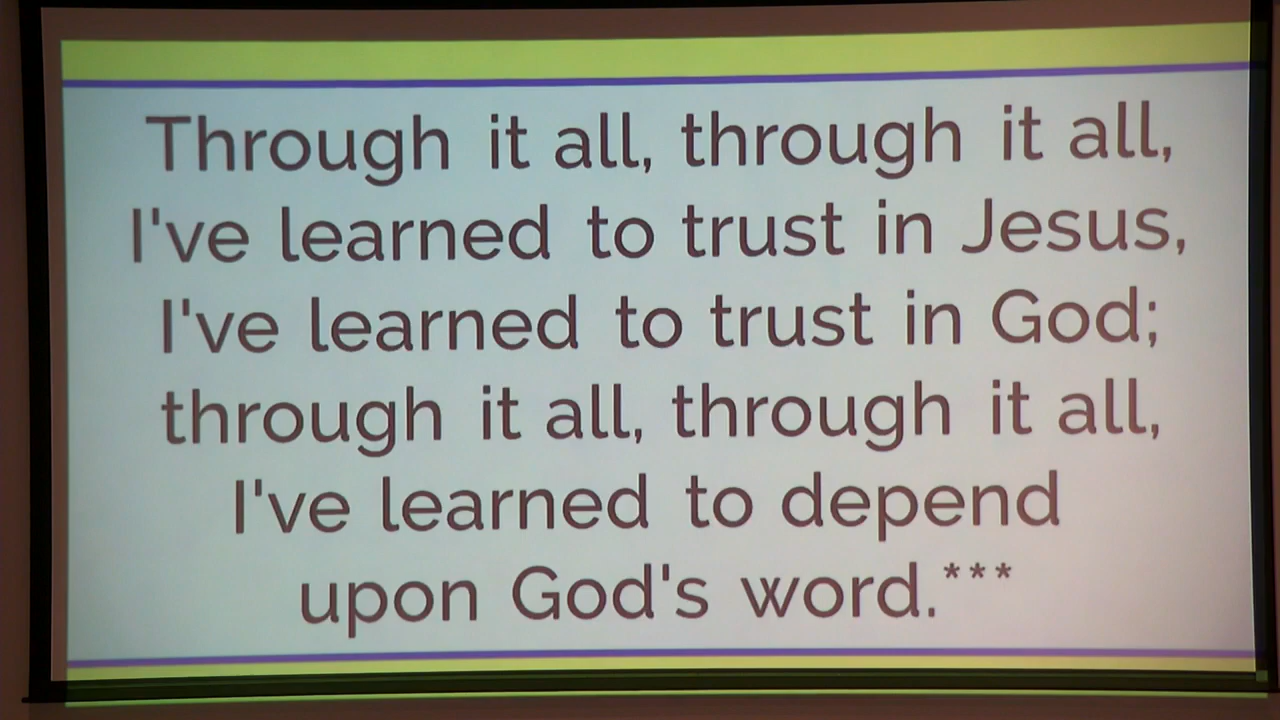 Through it all, through it all,
I've learned to trust in Jesus,
I've learned to trust in God;
through it all, through it all,
I've learned to depend
upon God's word.***